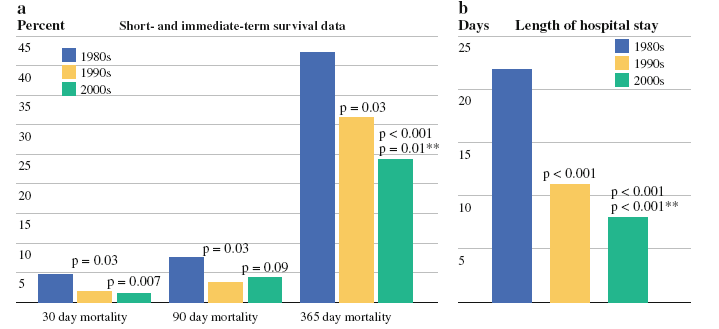 a
Percent
Short- and immediate-term survival data
45
40
35
30
25
20
15
10
5
1980s
1990s
2000s
p = 0.03
p = 0.007
p = 0.03
p = 0.09
p = 0.03
p < 0.001
p = 0.01**
30 day mortality
90 day mortality
365 day mortality
b
Days
Length of hospital stay
25
20
15
10
5
1980s
1990s
2000s
p < 0.001
p < 0.001
p < 0.001**